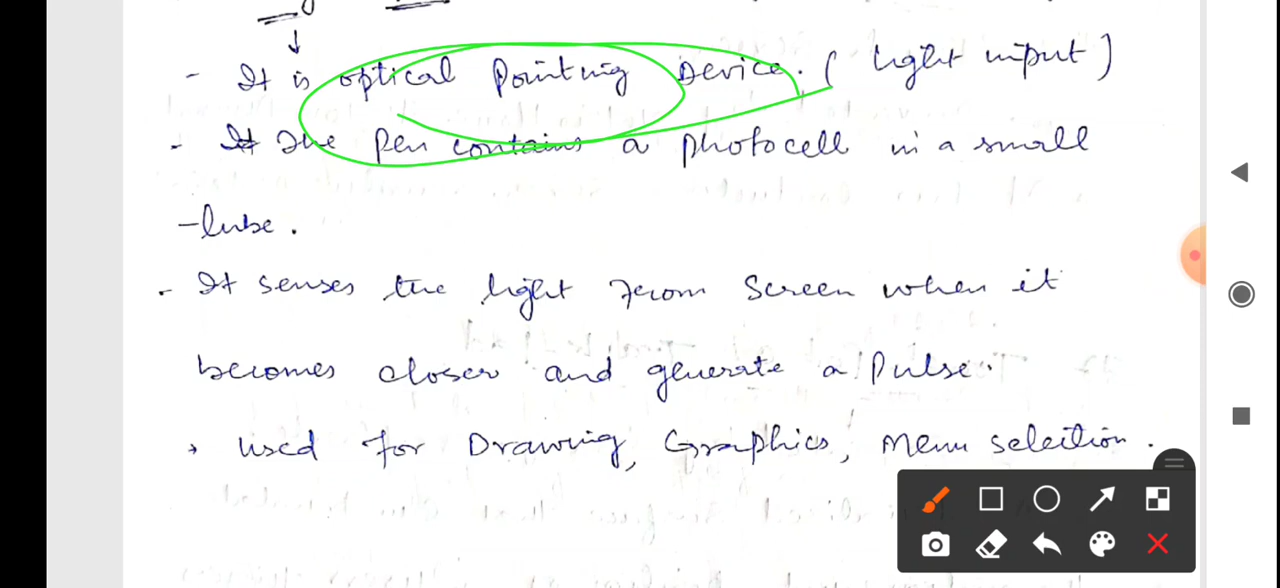 - It is optical Pointing Device. ( light input )
- The Pen contains a photocell in a small
tube.
- It senses the light from Screen when it
becomes closer and generate a Pulse.
→ used for Drawing, Graphics, Menu selection.